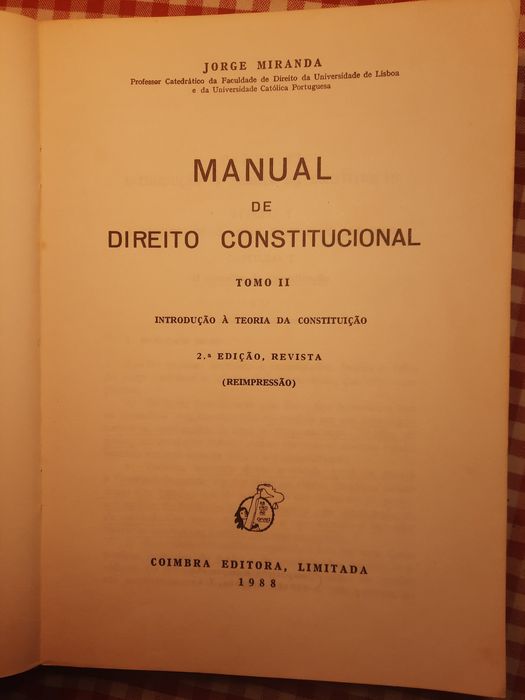 JORGE MIRANDA
Professor Catedrático da Faculdade de Direito da Universidade de Lisboa
e da Universidade Católica Portuguesa
MANUAL
DE
DIREITO CONSTITUCIONAL
TOMO II
INTRODUÇÃO À TEORIA DA CONSTITUIÇÃO
2.ª EDIÇÃO, REVISTA
(REIMPRESSÃO)
COIMBRA EDITORA, LIMITADA
1988